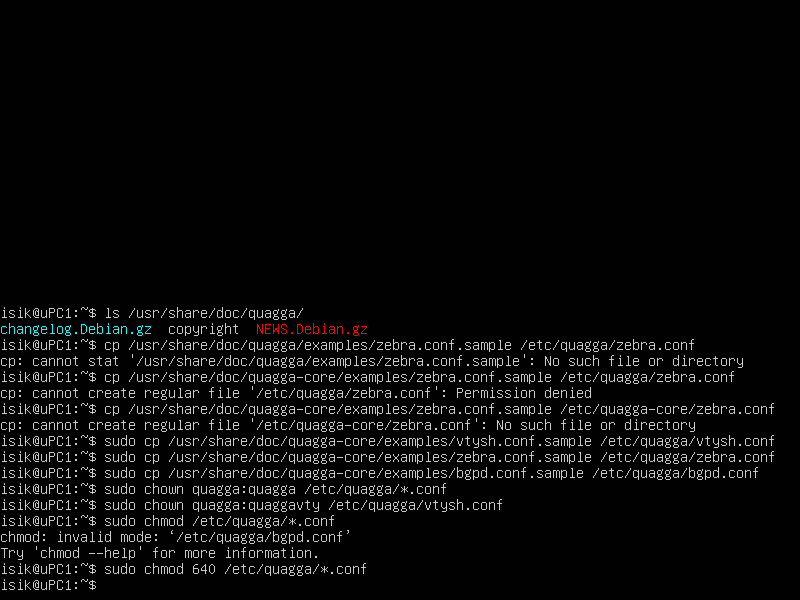 isik@uPC1:~$ ls /usr/share/doc/quagga/
changelog.Debian.gz  copyright  NEWS.Debian.gz
isik@uPC1:~$ cp /usr/share/doc/quagga/examples/zebra.conf.sample /etc/quagga/zebra.conf
cp: cannot stat '/usr/share/doc/quagga/examples/zebra.conf.sample': No such file or directory
isik@uPC1:~$ cp /usr/share/doc/quagga-core/examples/zebra.conf.sample /etc/quagga/zebra.conf
cp: cannot create regular file '/etc/quagga/zebra.conf': Permission denied
isik@uPC1:~$ cp /usr/share/doc/quagga-core/examples/zebra.conf.sample /etc/quagga-core/zebra.conf
cp: cannot create regular file '/etc/quagga-core/zebra.conf': No such file or directory
isik@uPC1:~$ sudo cp /usr/share/doc/quagga-core/examples/vtysh.conf.sample /etc/quagga/vtysh.conf
isik@uPC1:~$ sudo cp /usr/share/doc/quagga-core/examples/zebra.conf.sample /etc/quagga/zebra.conf
isik@uPC1:~$ sudo cp /usr/share/doc/quagga-core/examples/bgpd.conf.sample /etc/quagga/bgpd.conf
isik@uPC1:~$ sudo chown quagga:quagga /etc/quagga/*.conf
isik@uPC1:~$ sudo chown quagga:quaggavty /etc/quagga/vtysh.conf
isik@uPC1:~$ sudo chmod /etc/quagga/*.conf
chmod: invalid mode: ‘/etc/quagga/bgpd.conf’
Try 'chmod --help' for more information.
isik@uPC1:~$ sudo chmod 640 /etc/quagga/*.conf
isik@uPC1:~$